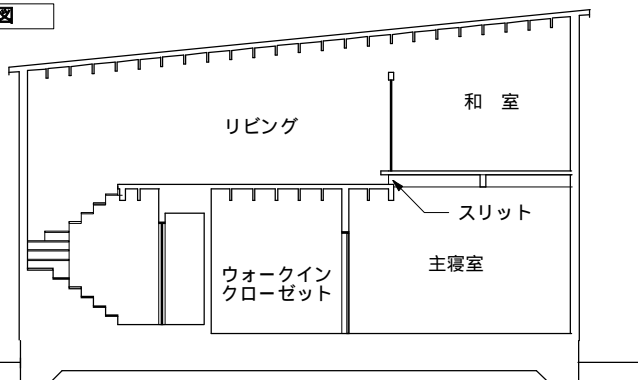 図
リビング
和 室
スリット
主寝室
ウォークイン
クローゼット